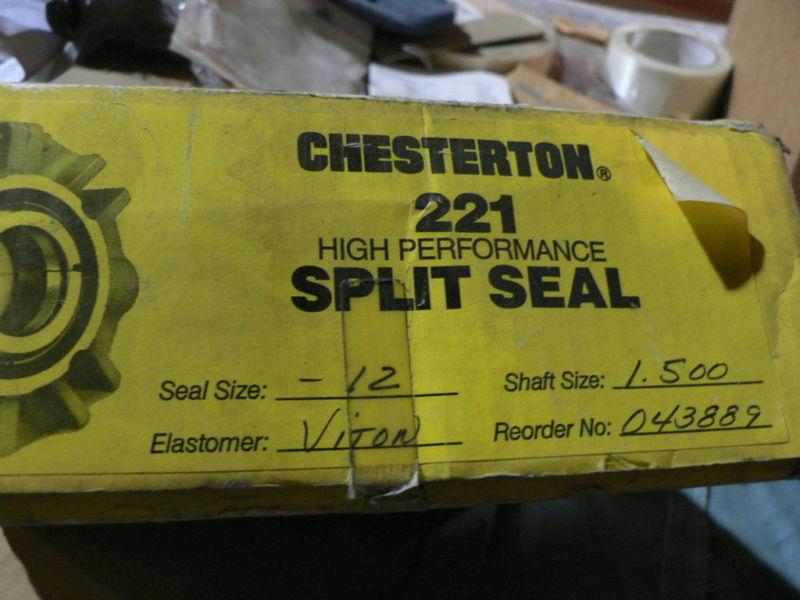 CHESTERTON®
221
HIGH PERFORMANCE
SPLIT SEAL
Seal Size: -12 Shaft Size: 1.500
Elastomer: Viton Reorder No: 043889